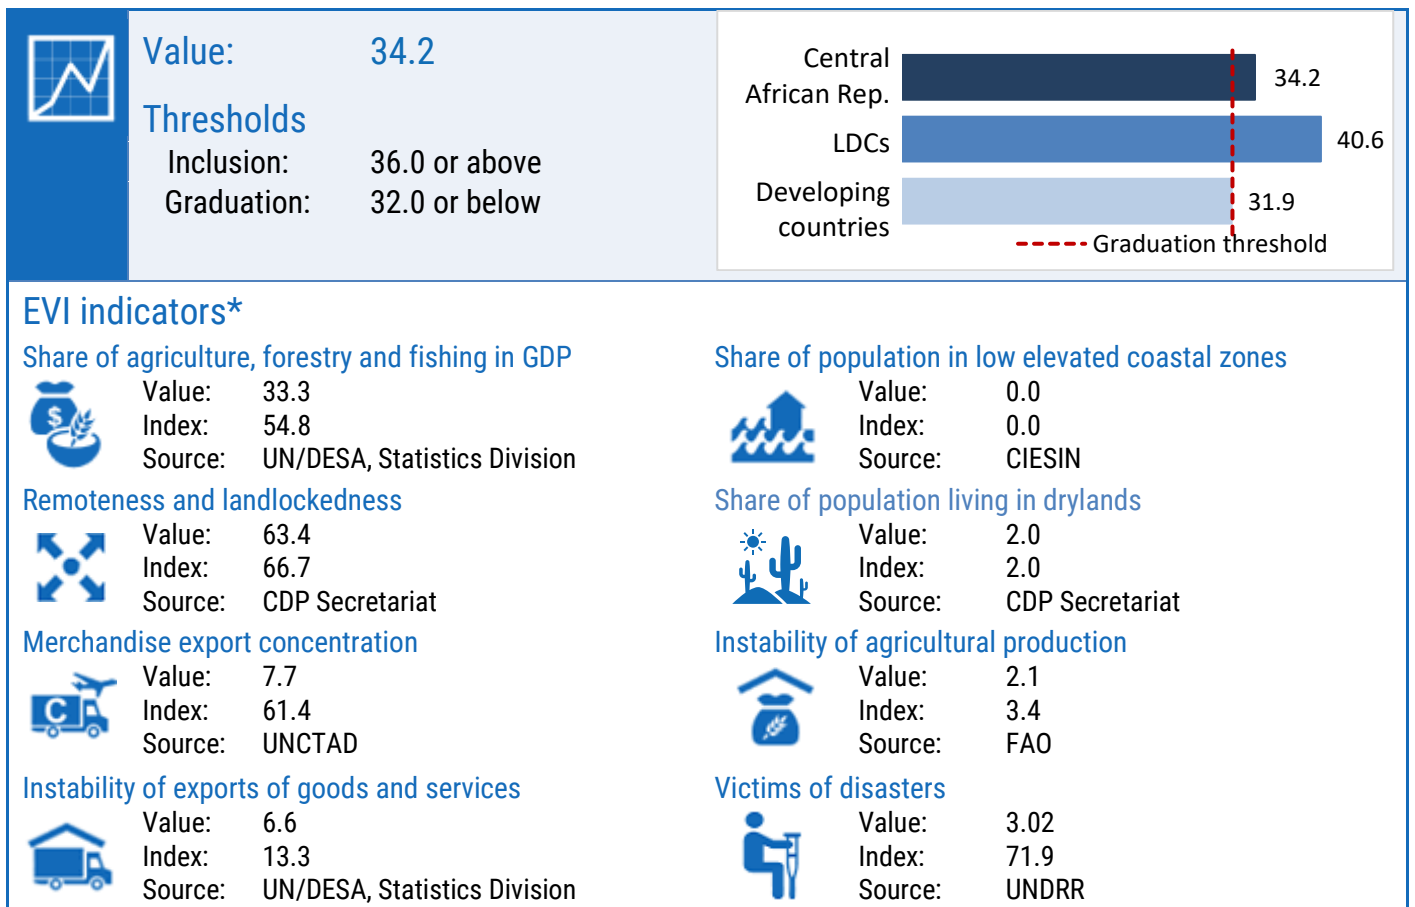 Value: 34.2
Thresholds
Inclusion: 36.0 or above
Graduation: 32.0 or below
Central
African Rep.
34.2
LDCs
40.6
Developing
countries
31.9
Graduation threshold
EVI indicators*
Share of agriculture, forestry and fishing in GDP
$
Value: 33.3
Index: 54.8
Source: UN/DESA, Statistics Division
Share of population in low elevated coastal zones
Value: 0.0
Index: 0.0
Source: CIESIN
Remoteness and landlockedness
Value: 63.4
Index: 66.7
Source: CDP Secretariat
Share of population living in drylands
Value: 2.0
Index: 2.0
Source: CDP Secretariat
Merchandise export concentration
C
Value: 7.7
Index: 61.4
Source: UNCTAD
Instability of agricultural production
Value: 2.1
Index: 3.4
Source: FAO
Instability of exports of goods and services
Value: 6.6
Index: 13.3
Source: UN/DESA, Statistics Division
Victims of disasters
Value: 3.02
Index: 71.9
Source: UNDRR